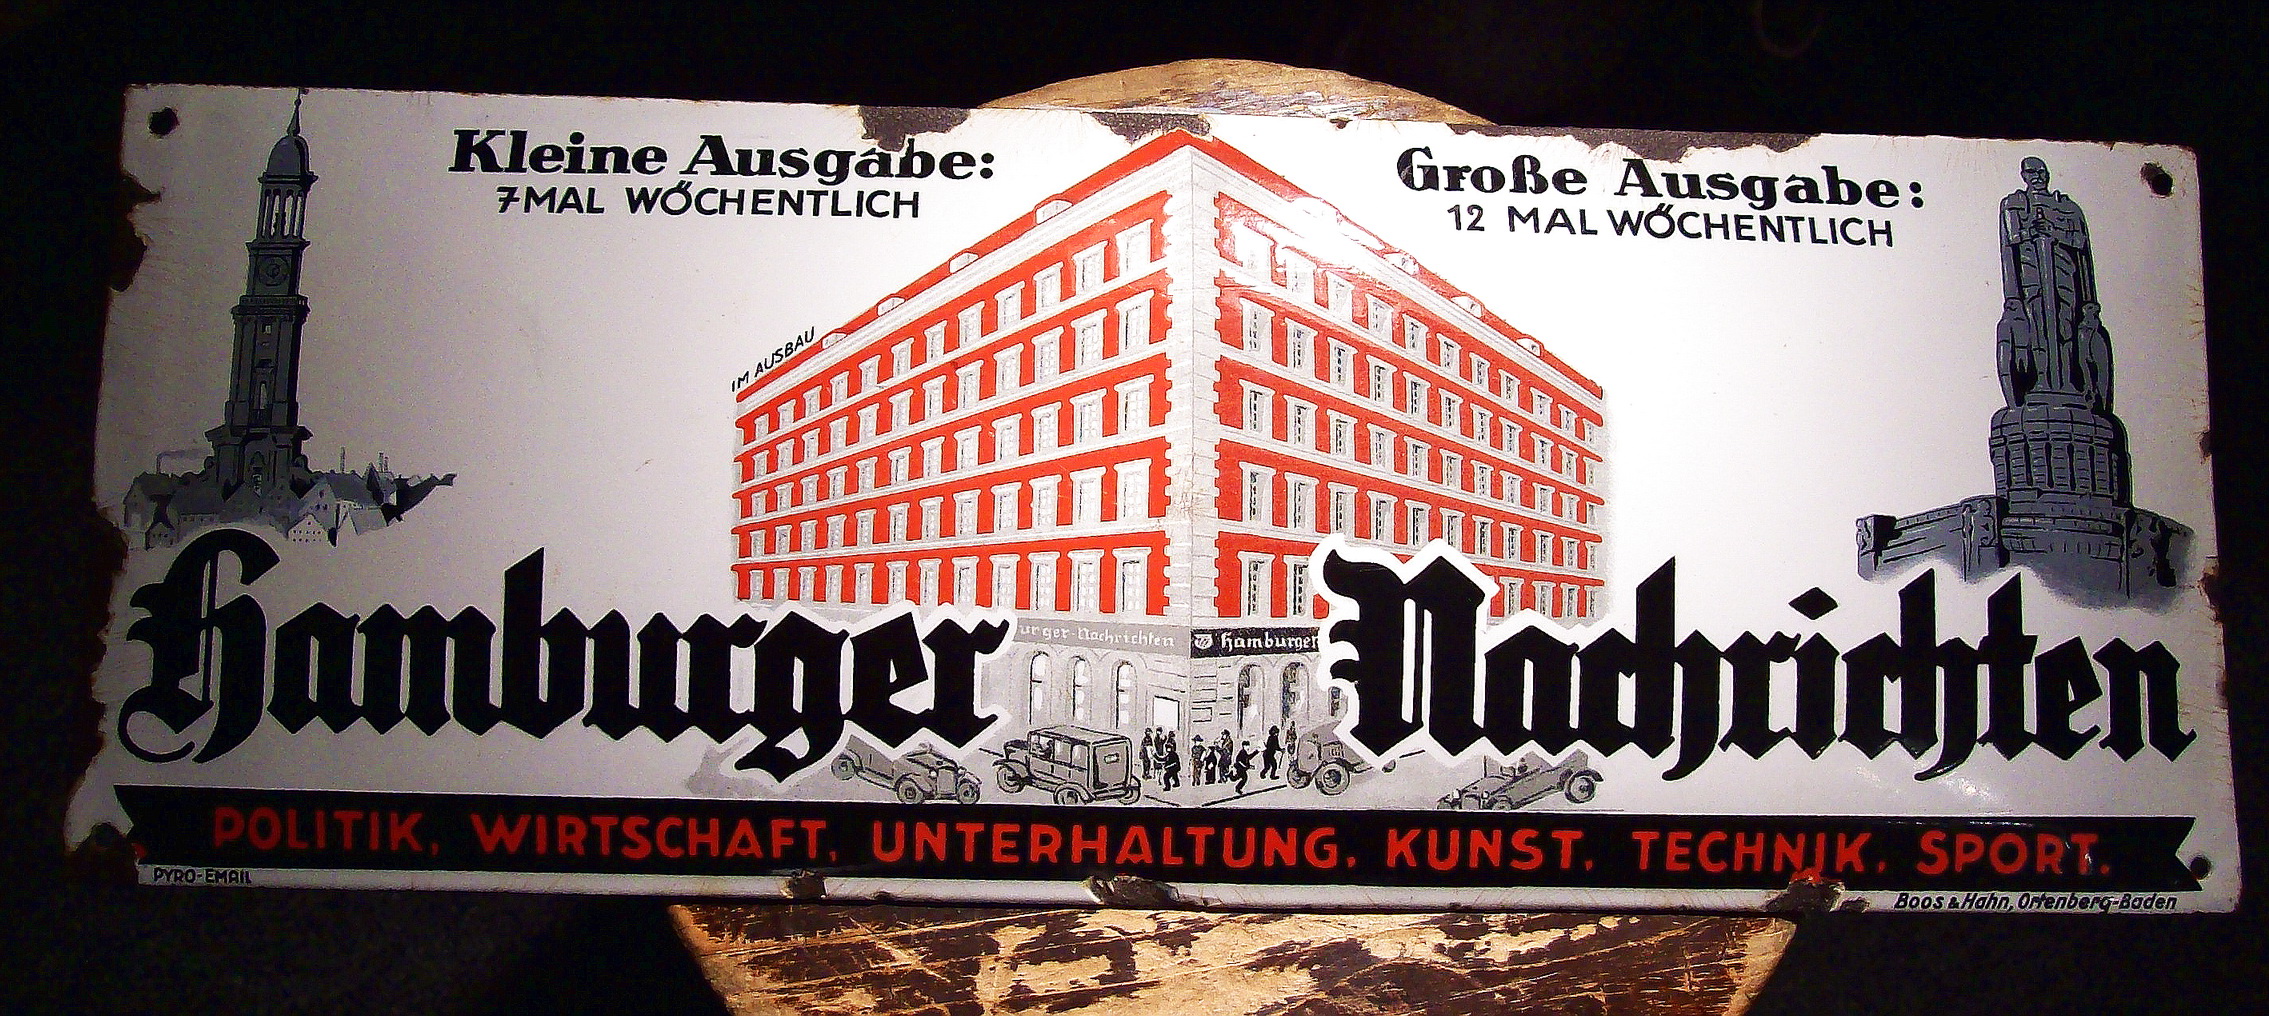 Kleine Ausgabe:
7 MAL WÖCHENTLICH
Große Ausgabe:
12 MAL WÖCHENTLICH
IM AUSBAU
Hamburger Nachrichten
urger-Nachrichten
Hamburger
POLITIK, WIRTSCHAFT, UNTERHALTUNG, KUNST, TECHNIK, SPORT.
PYRO-EMAIL
Boos & Hahn, Ortenberg-Baden